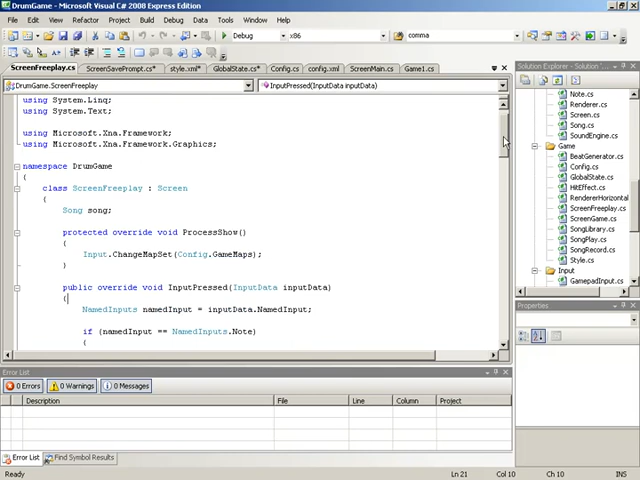 DrumGame - Microsoft Visual C# 2008 Express Edition
File Edit View Refactor Project Build Debug Data Tools Window Help
Debug x86 comma
ScreenFreeplay.cs ScreenSavePrompt.cs* style.xml* GlobalState.cs* Config.cs config.xml ScreenMain.cs Game1.cs
DrumGame.ScreenFreeplay InputPressed(InputData inputData)
using System.Linq;
using System.Text;
using Microsoft.Xna.Framework;
using Microsoft.Xna.Framework.Graphics;
namespace DrumGame
{
class ScreenFreeplay : Screen
{
Song song;
protected override void ProcessShow()
{
Input.ChangeMapSet(Config.GameMaps);
}
public override void InputPressed(InputData inputData)
{
NamedInputs namedInput = inputData.NamedInput;
if (namedInput == NamedInputs.Note)
{
Solution Explorer - Solution
Note.cs
Renderer.cs
Screen.cs
Song.cs
SoundEngine.cs
Game
BeatGenerator.cs
Config.cs
GlobalState.cs
HitEffect.cs
RendererHorizontal
ScreenFreeplay.cs
ScreenGame.cs
SongLibrary.cs
SongPlay.cs
SongRecord.cs
Style.cs
Input
GamepadInput.cs
Properties
Error List
0 Errors 0 Warnings 0 Messages
Description File Line Column Project
Error List Find Symbol Results
Ready Ln 21 Col 10 Ch 10 INS